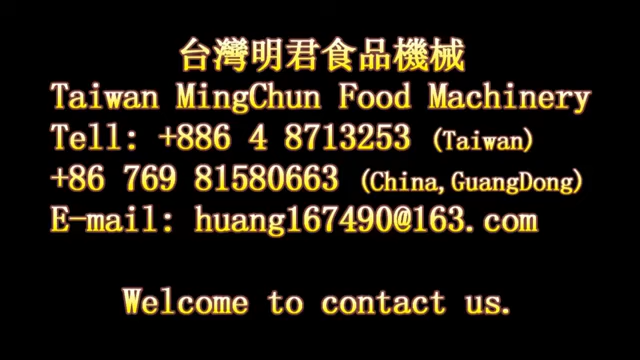 台灣明君食品機械
Taiwan MingChun Food Machinery
Tell: +886 4 8713253 (Taiwan)
+86 769 81580663 (China,GuangDong)
E-mail: huang167490@163.com
Welcome to contact us.